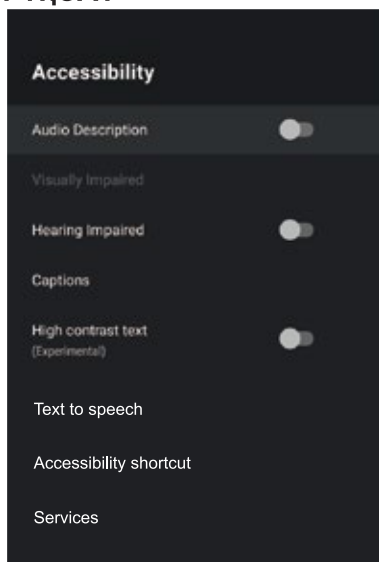 Accessibility
Audio Description
Visually Impaired
Hearing Impaired
Captions
High contrast text
(Experimental)
Text to speech
Accessibility shortcut
Services